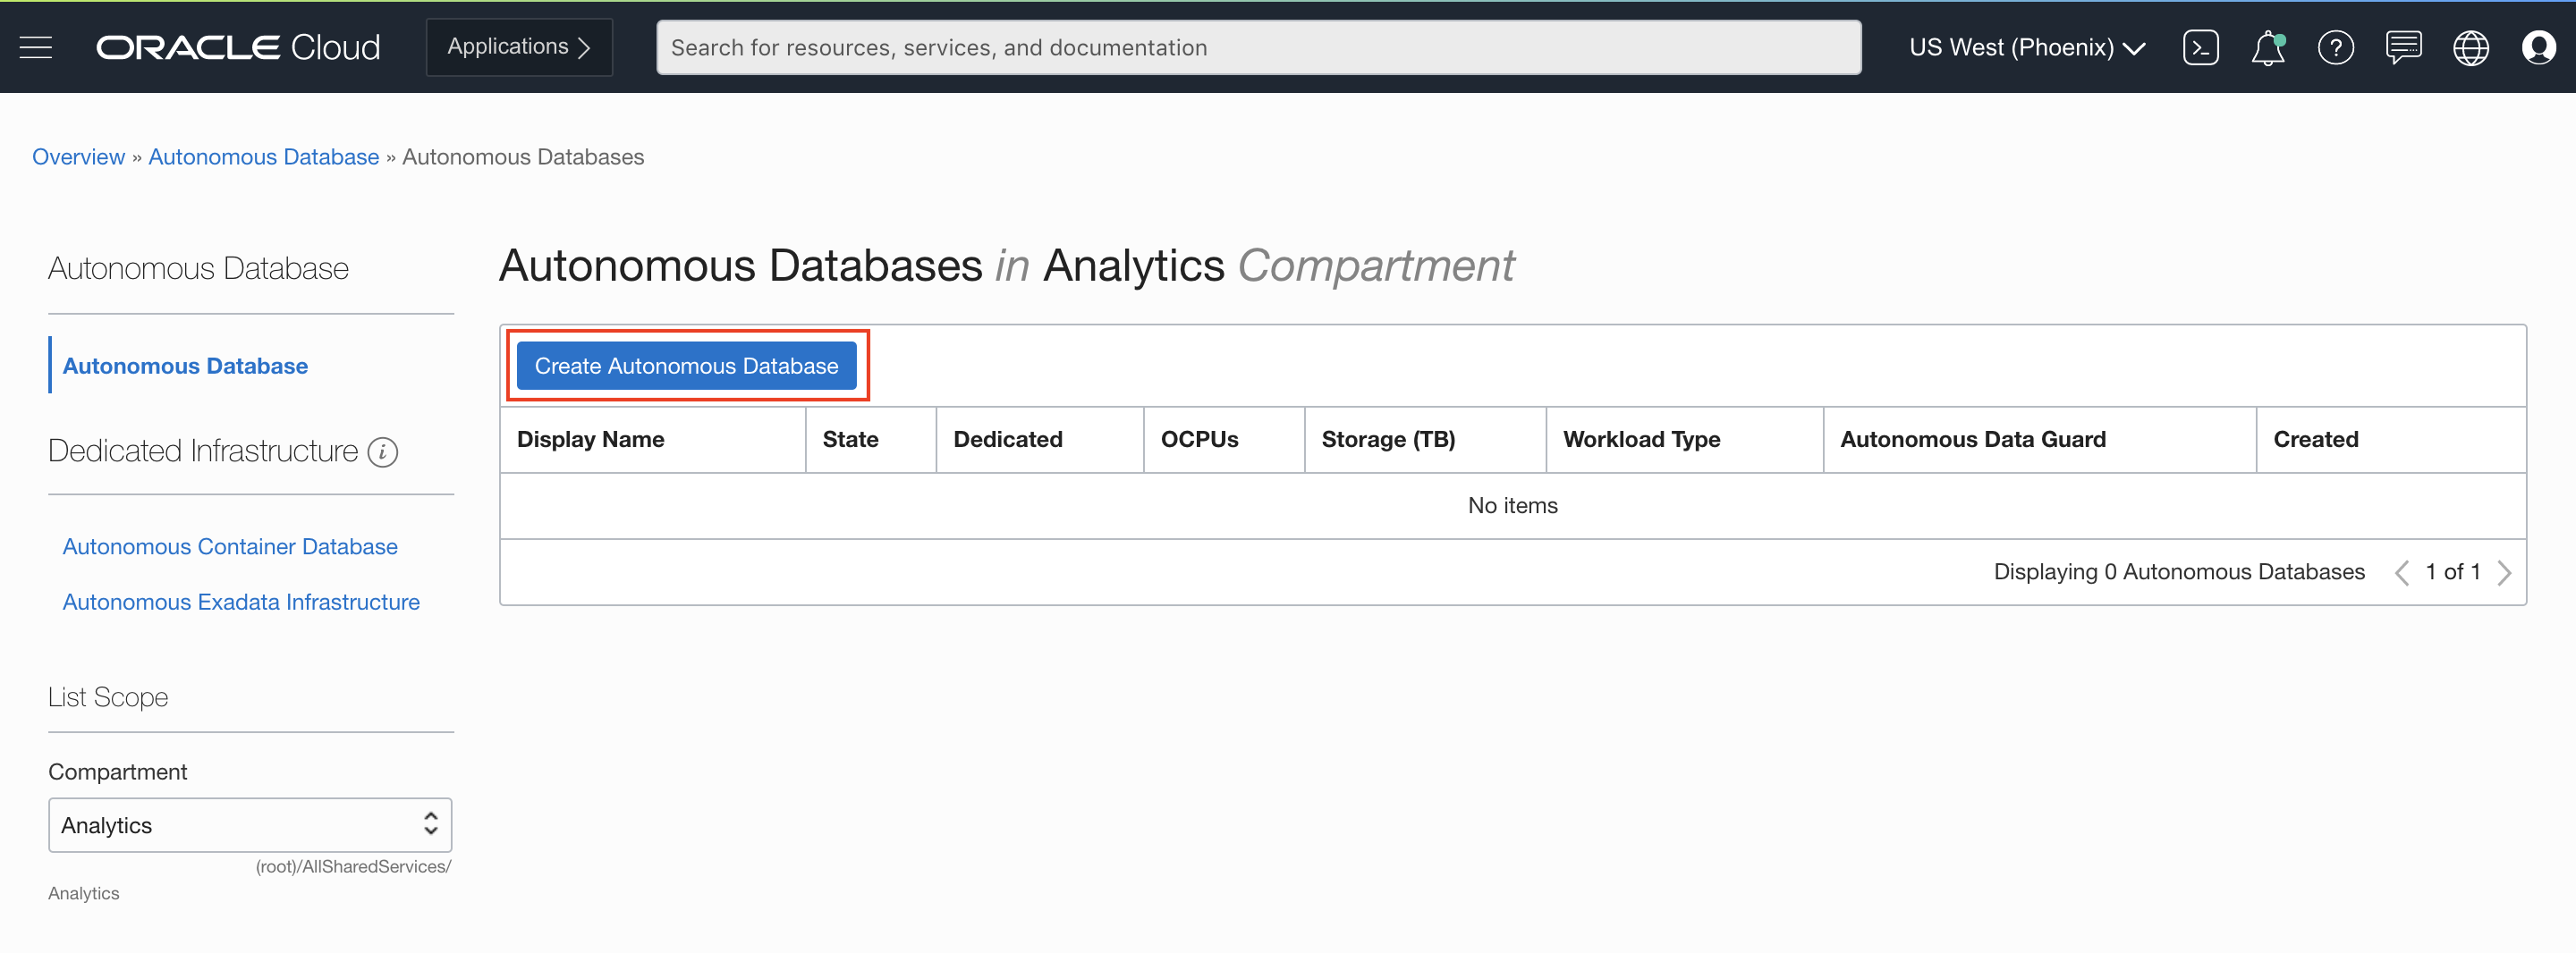 ORACLE Cloud
Applications
Search for resources, services, and documentation
US West (Phoenix)
Overview » Autonomous Database » Autonomous Databases
Autonomous Database
Autonomous Database
Dedicated Infrastructure
Autonomous Container Database
Autonomous Exadata Infrastructure
List Scope
Compartment
Analytics
(root)/AllSharedServices/
Analytics
Autonomous Databases in Analytics Compartment
Create Autonomous Database
Display Name State Dedicated OCPUs Storage (TB) Workload Type Autonomous Data Guard Created
No items
Displaying 0 Autonomous Databases 1 of 1